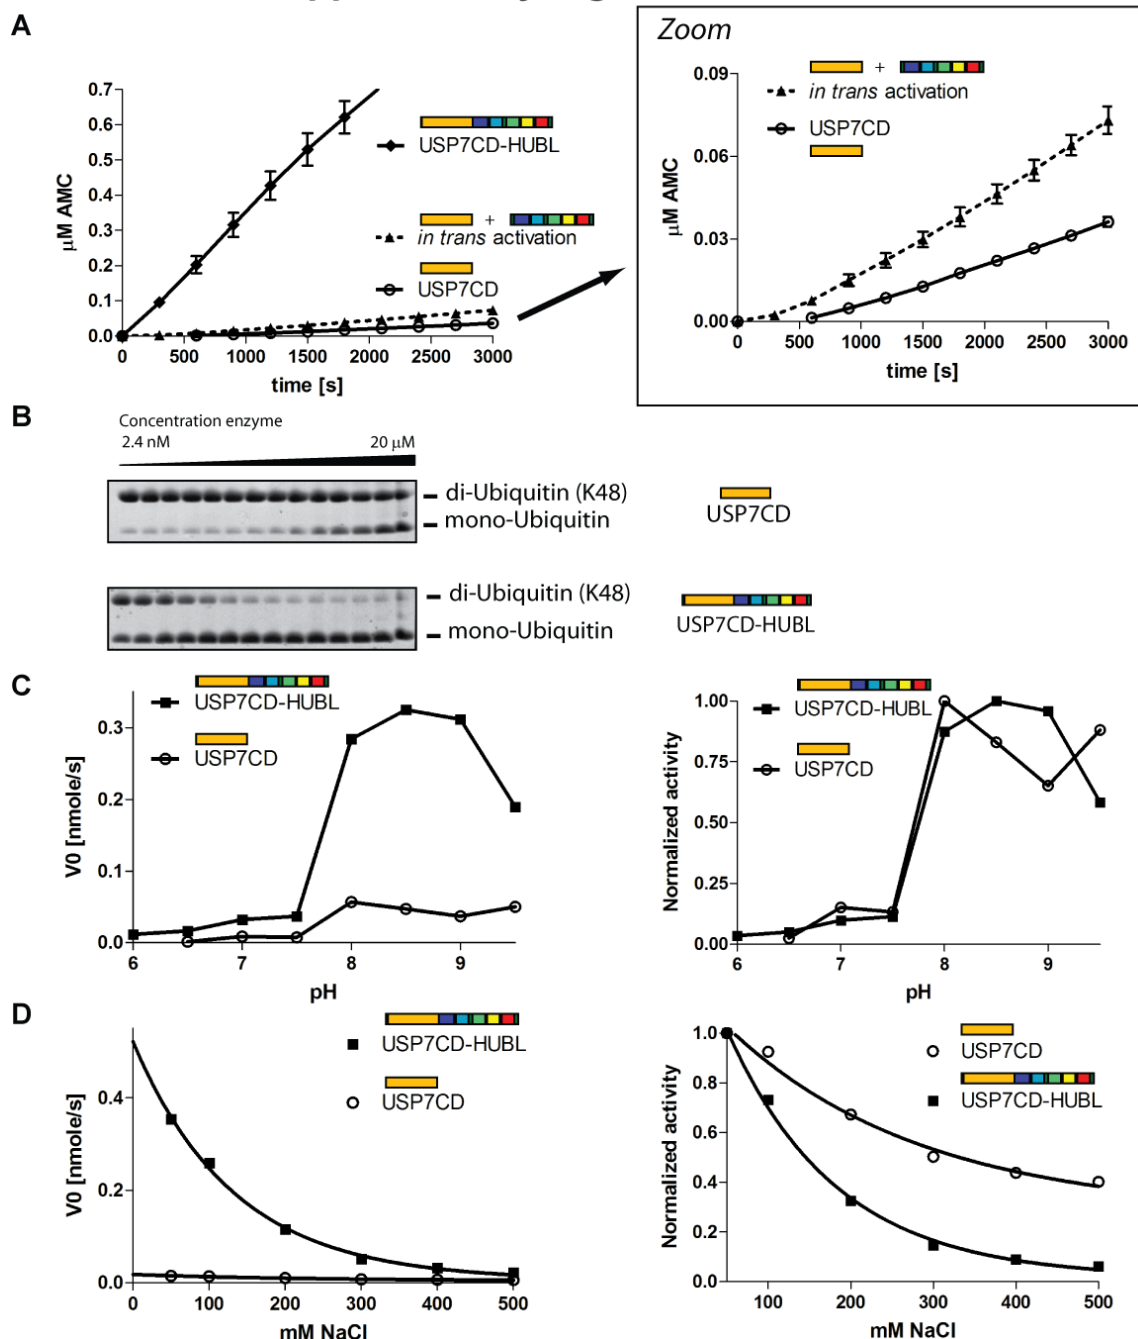 A
Zoom
0.7
0.6
0.5
0.4
0.3
0.2
0.1
0.0
μM AMC
0 500 1000 1500 2000 2500 3000
time [s]
USP7CD-HUBL
+
in trans activation
USP7CD
0.09
0.06
0.03
0.00
μM AMC
0 500 1000 1500 2000 2500 3000
time [s]
+
in trans activation
USP7CD
B
Concentration enzyme
2.4 nM 20 μM
di-Ubiquitin (K48)
mono-Ubiquitin
USP7CD
di-Ubiquitin (K48)
mono-Ubiquitin
USP7CD-HUBL
C
USP7CD-HUBL
USP7CD
0.3
0.2
0.1
0.0
V0 [nmole/s]
6 7 8 9
pH
USP7CD-HUBL
USP7CD
1.00
0.75
0.50
0.25
0.00
Normalized activity
6 7 8 9
pH
D
USP7CD-HUBL
USP7CD
0.4
0.2
0.0
V0 [nmole/s]
0 100 200 300 400 500
mM NaCl
USP7CD
USP7CD-HUBL
1.0
0.8
0.6
0.4
0.2
0.0
Normalized activity
100 200 300 400 500
mM NaCl